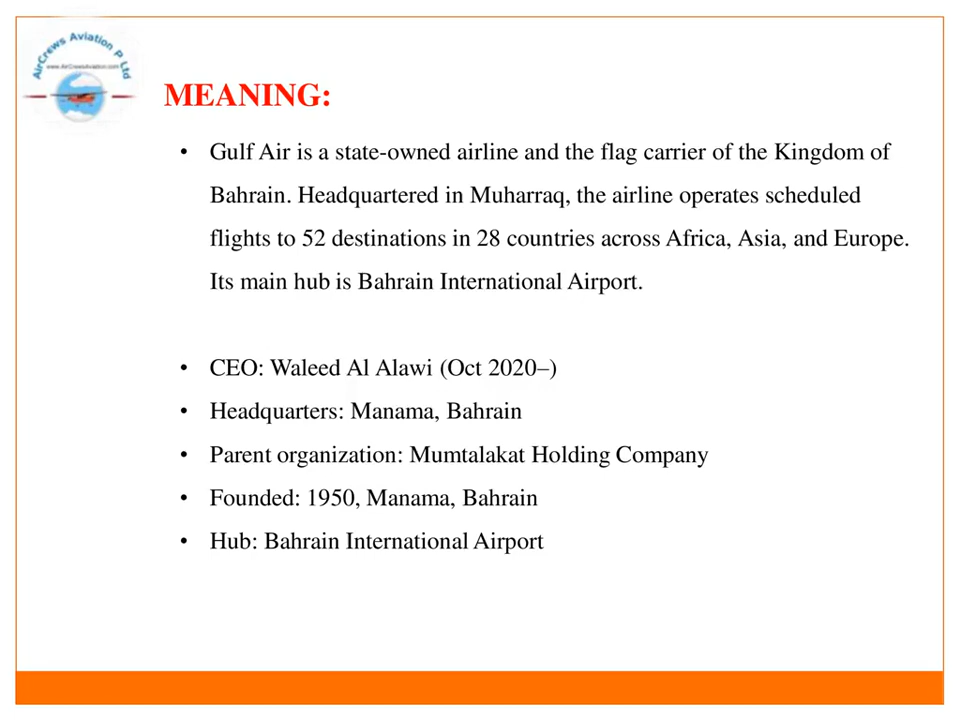 AirCrews Aviation P Ltd
www.AirCrewsAviation.com
MEANING:
• Gulf Air is a state-owned airline and the flag carrier of the Kingdom of
Bahrain. Headquartered in Muharraq, the airline operates scheduled
flights to 52 destinations in 28 countries across Africa, Asia, and Europe.
Its main hub is Bahrain International Airport.
• CEO: Waleed Al Alawi (Oct 2020–)
• Headquarters: Manama, Bahrain
• Parent organization: Mumtalakat Holding Company
• Founded: 1950, Manama, Bahrain
• Hub: Bahrain International Airport